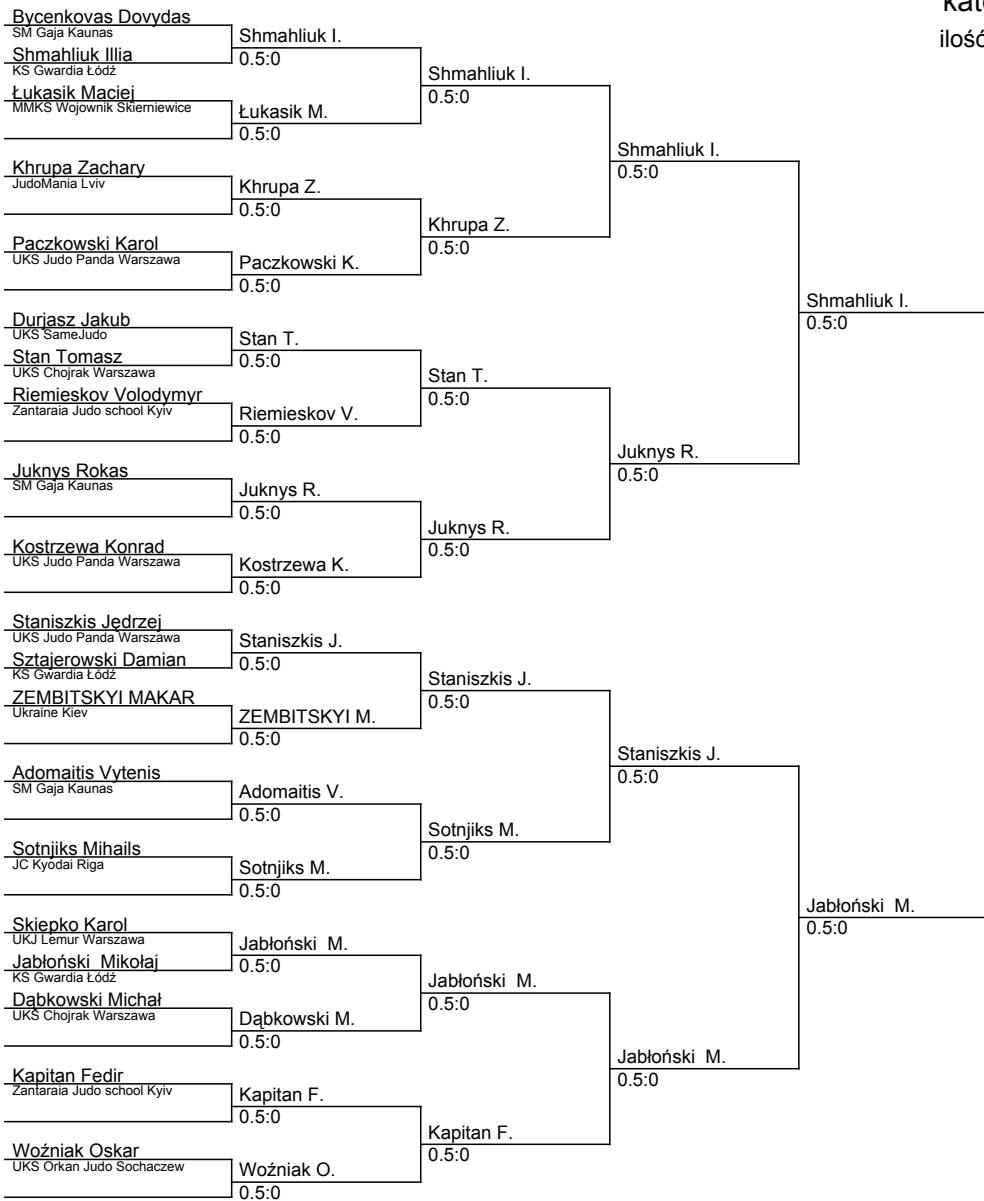 kate
ilość
Bycenkovas Dovydas
SM Gaja Kaunas
Shmahliuk Illia
KS Gwardia Łódź
Łukasik Maciej
MMKS Wojownik Skierniewice
Khrupa Zachary
JudoMania Lviv
Paczkowski Karol
UKS Judo Panda Warszawa
Durjasz Jakub
UKS SameJudo
Stan Tomasz
UKS Chojrak Warszawa
Riemieskov Volodymyr
Zantaraia Judo school Kyiv
Juknys Rokas
SM Gaja Kaunas
Kostrzewa Konrad
UKS Judo Panda Warszawa
Staniszkis Jędrzej
UKS Judo Panda Warszawa
Sztajerowski Damian
KS Gwardia Łódź
ZEMBITSKYI MAKAR
Ukraine Kiev
Adomaitis Vytenis
SM Gaja Kaunas
Sotnjiks Mihails
JC Kyodai Riga
Skiepko Karol
UKJ Lemur Warszawa
Jabłoński  Mikołaj
KS Gwardia Łódź
Dąbkowski Michał
UKS Chojrak Warszawa
Kapitan Fedir
Zantaraia Judo school Kyiv
Woźniak Oskar
UKS Orkan Judo Sochaczew
Shmahliuk I.
0.5:0
Łukasik M.
0.5:0
Khrupa Z.
0.5:0
Paczkowski K.
0.5:0
Stan T.
0.5:0
Riemieskov V.
0.5:0
Juknys R.
0.5:0
Kostrzewa K.
0.5:0
Staniszkis J.
0.5:0
ZEMBITSKYI M.
0.5:0
Adomaitis V.
0.5:0
Sotnjiks M.
0.5:0
Jabłoński  M.
0.5:0
Dąbkowski M.
0.5:0
Kapitan F.
0.5:0
Woźniak O.
0.5:0
Shmahliuk I.
0.5:0
Khrupa Z.
0.5:0
Stan T.
0.5:0
Juknys R.
0.5:0
Staniszkis J.
0.5:0
Sotnjiks M.
0.5:0
Jabłoński  M.
0.5:0
Kapitan F.
0.5:0
Shmahliuk I.
0.5:0
Juknys R.
0.5:0
Staniszkis J.
0.5:0
Jabłoński  M.
0.5:0
Shmahliuk I.
0.5:0
Jabłoński  M.
0.5:0